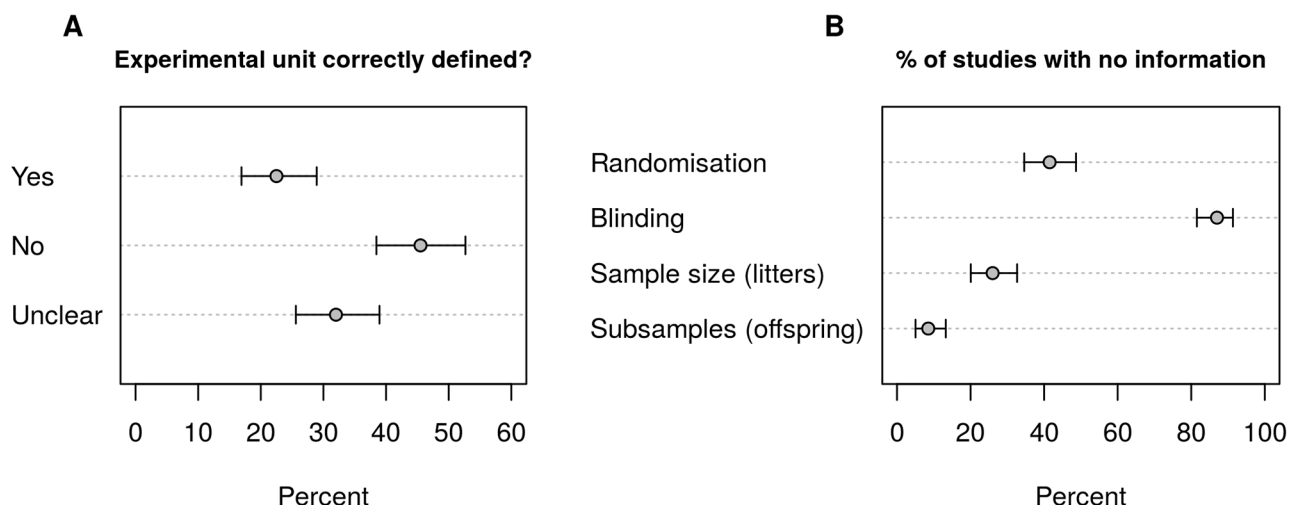 A
Experimental unit correctly defined?
Yes
No
Unclear
0 10 20 30 40 50 60
Percent
B
% of studies with no information
Randomisation
Blinding
Sample size (litters)
Subsamples (offspring)
0 20 40 60 80 100
Percent